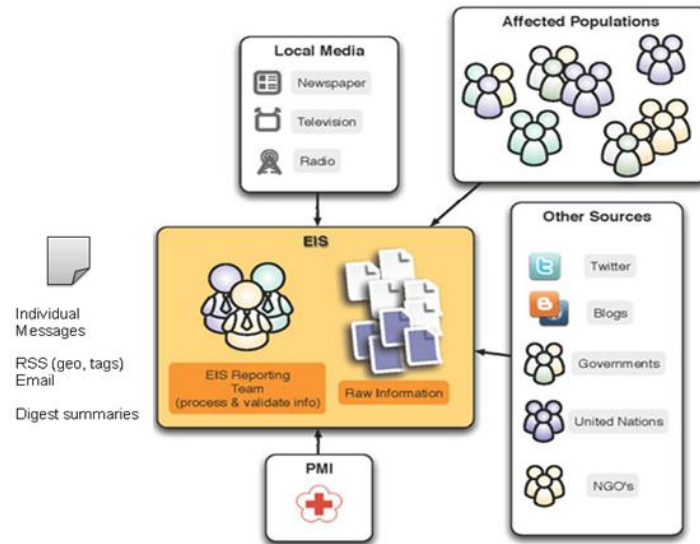 Affected Populations
Local Media
Newspaper
Television
Radio
EIS
EIS Reporting
Team
(process & validate info)
Raw Information
Individual
Messages
RSS (geo, tags)
Email
Digest summaries
Other Sources
Twitter
Blogs
Governments
United Nations
NGO's
PMI